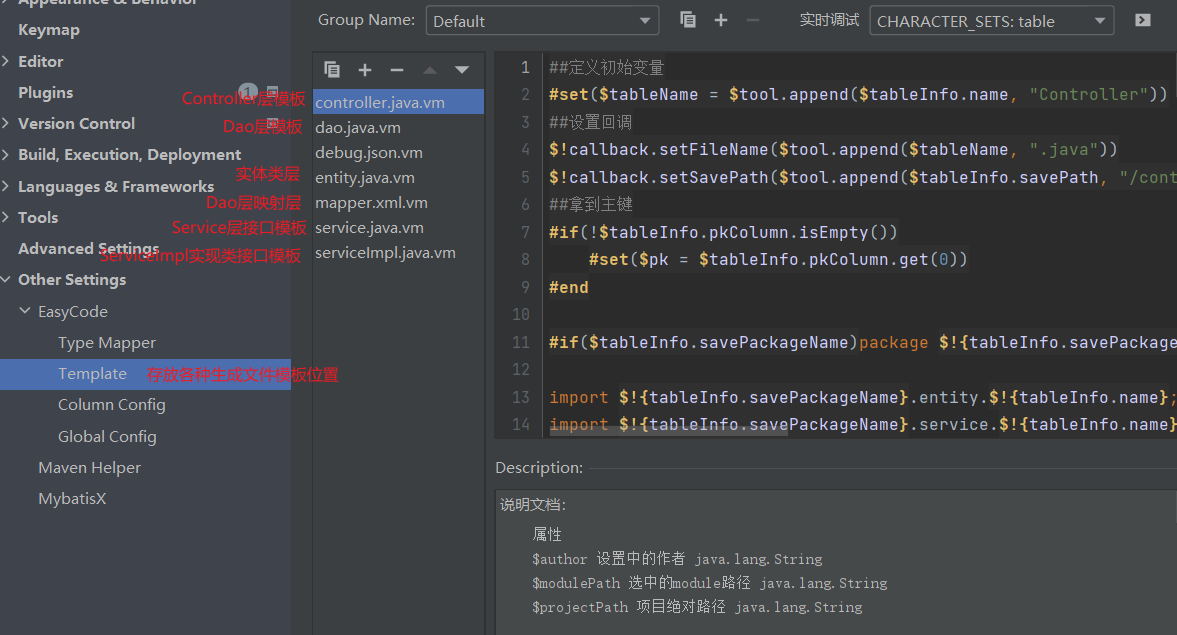 Appearance & Behavior
Keymap
Editor
Plugins
1
Version Control
Build, Execution, Deployment
Languages & Frameworks
Tools
Advanced Settings
Other Settings
EasyCode
Type Mapper
Template
Column Config
Global Config
Maven Helper
MybatisX
Controller层模板
Dao层模板
实体类层
Dao层映射层
Service层接口模板
ServiceImpl实现类接口模板
存放各种生成文件模板位置
Group Name:
Default
实时调试
CHARACTER_SETS: table
controller.java.vm
dao.java.vm
debug.json.vm
entity.java.vm
mapper.xml.vm
service.java.vm
serviceImpl.java.vm
1 ##定义初始变量
2 #set($tableName = $tool.append($tableInfo.name, "Controller"))
3 ##设置回调
4 $!callback.setFileName($tool.append($tableName, ".java"))
5 $!callback.setSavePath($tool.append($tableInfo.savePath, "/cont
6 ##拿到主键
7 #if(!$tableInfo.pkColumn.isEmpty())
8 #set($pk = $tableInfo.pkColumn.get(0))
9 #end
10
11 #if($tableInfo.savePackageName)package $!{tableInfo.savePackage
12
13 import $!{tableInfo.savePackageName}.entity.$!{tableInfo.name};
14 import $!{tableInfo.savePackageName}.service.$!{tableInfo.name}
Description:
说明文档:
属性
$author 设置中的作者 java.lang.String
$modulePath 选中的module路径 java.lang.String
$projectPath 项目绝对路径 java.lang.String